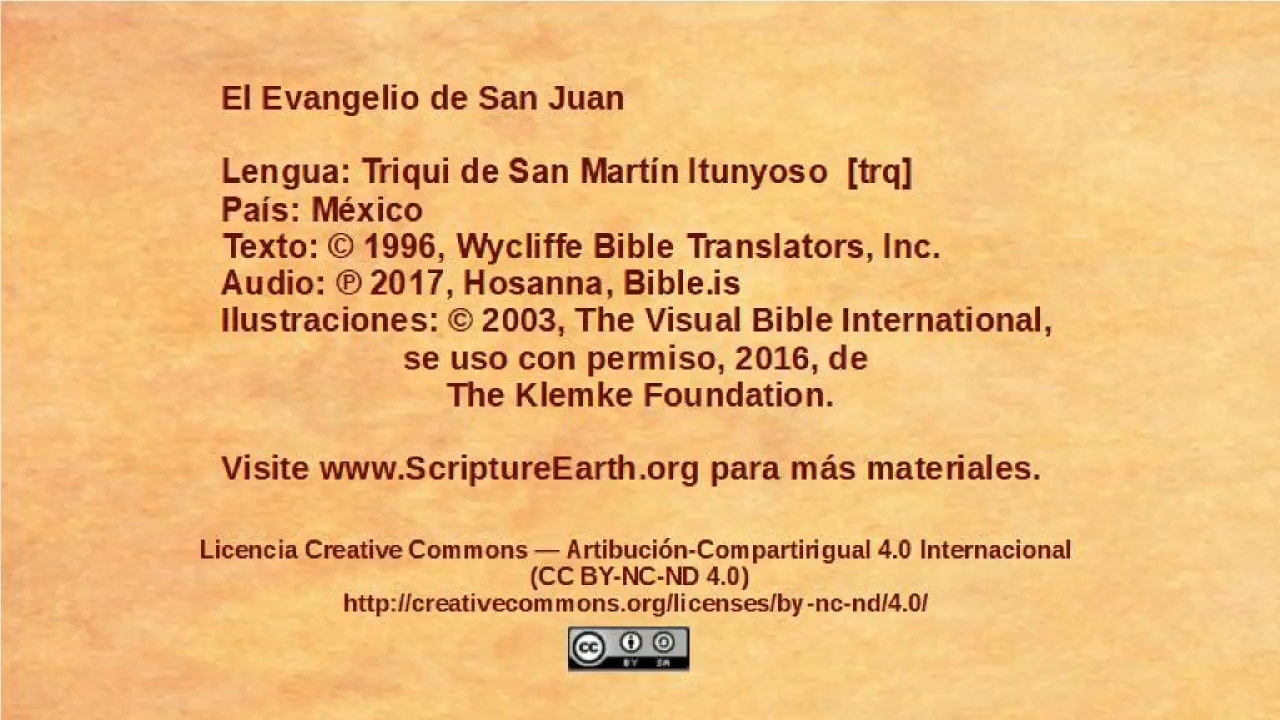 El Evangelio de San Juan
Lengua: Triqui de San Martín Itunyoso [trq]
País: México
Texto: © 1996, Wycliffe Bible Translators, Inc.
Audio: ℗ 2017, Hosanna, Bible.is
Ilustraciones: © 2003, The Visual Bible International,
se uso con permiso, 2016, de
The Klemke Foundation.
Visite www.ScriptureEarth.org para más materiales.
Licencia Creative Commons — Artibución-Compartirigual 4.0 Internacional
(CC BY-NC-ND 4.0)
http://creativecommons.org/licenses/by-nc-nd/4.0/
cc BY SA